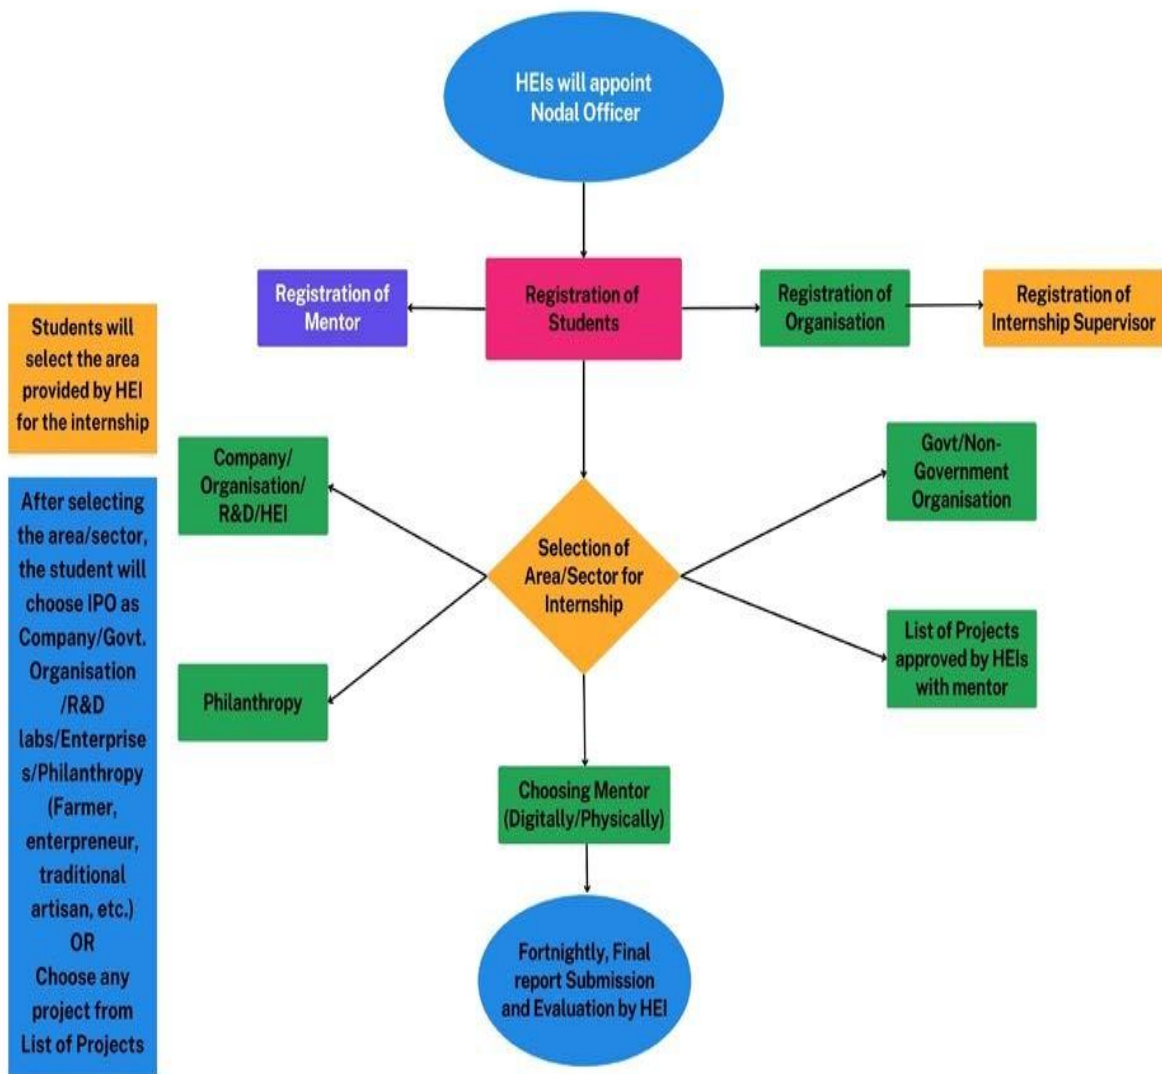 HEIs will appoint
Nodal Officer
Registration of
Mentor
Registration of
Students
Registration of
Organisation
Registration of
Internship Supervisor
Students will
select the area
provided by HEI
for the internship
Company/
Organisation/
R&D/HEI
Govt/Non-
Government
Organisation
After selecting
the area/sector,
the student will
choose IPO as
Company/Govt.
Organisation
/R&D
labs/Enterprise
s/Philanthropy
(Farmer,
enterpreneur,
traditional
artisan, etc.)
OR
Choose any
project from
List of Projects
Selection of
Area/Sector for
Internship
Philanthropy
List of Projects
approved by HEIs
with mentor
Choosing Mentor
(Digitally/Physically)
Fortnightly, Final
report Submission
and Evaluation by HEI